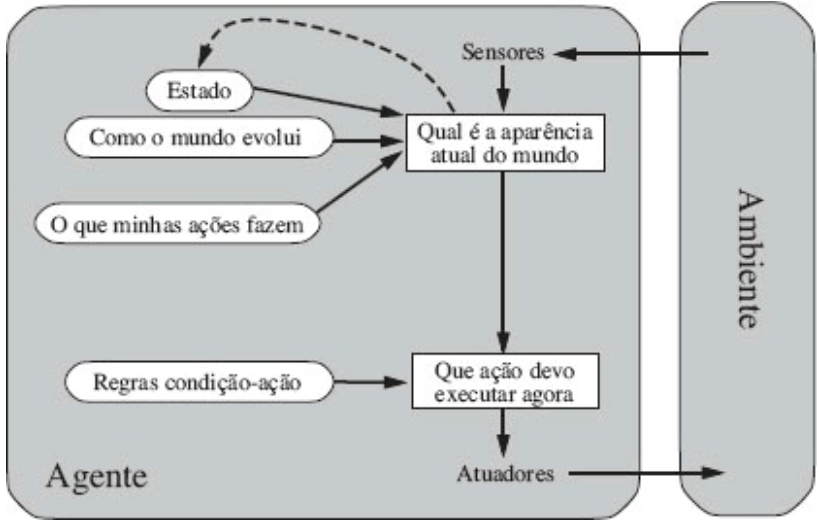 Sensores
Estado
Como o mundo evolui
Qual é a aparência
atual do mundo
O que minhas ações fazem
Ambiente
Regras condição-ação
Que ação devo
executar agora
Agente
Atuadores